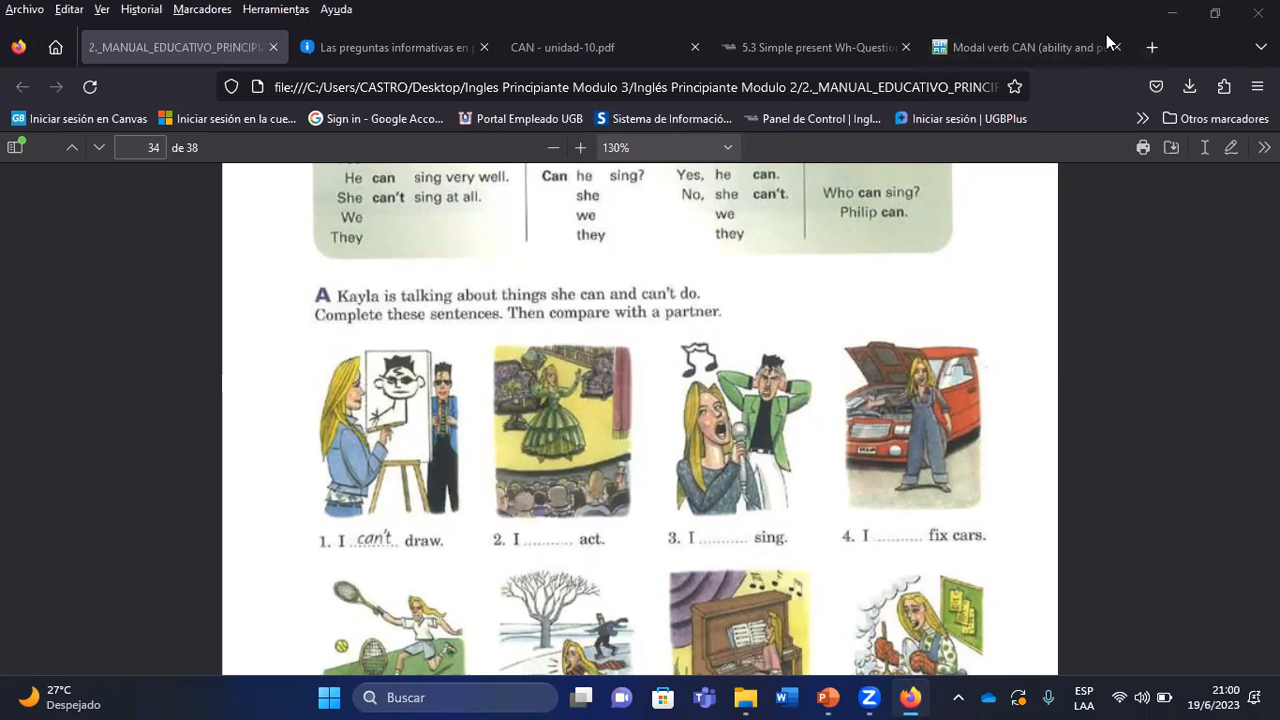 Archivo Editar Ver Historial Marcadores Herramientas Ayuda
2._MANUAL_EDUCATIVO_PRINCIPI
Las preguntas informativas en
CAN - unidad-10.pdf
5.3 Simple present Wh-Questio
Modal verb CAN (ability and po
file:///C:/Users/CASTRO/Desktop/Ingles Principiante Modulo 3/Inglés Principiante Modulo 2/2._MANUAL_EDUCATIVO_PRINCIP
Iniciar sesión en Canvas
Iniciar sesión en la cue...
Sign in - Google Acco...
Portal Empleado UGB
Sistema de Informació...
Panel de Control | Ingl...
Iniciar sesión | UGBPlus
Otros marcadores
34 de 38
130%
He can sing very well.
She can't sing at all.
We
They
Can he sing?
she
we
they
Yes, he can.
No, she can't.
we
they
Who can sing?
Philip can.
A Kayla is talking about things she can and can't do.
Complete these sentences. Then compare with a partner.
1. I can't draw.
2. I .......... act.
3. I .......... sing.
4. I .......... fix cars.
27°C
Despejado
Buscar
ESP
LAA
21:00
19/6/2023